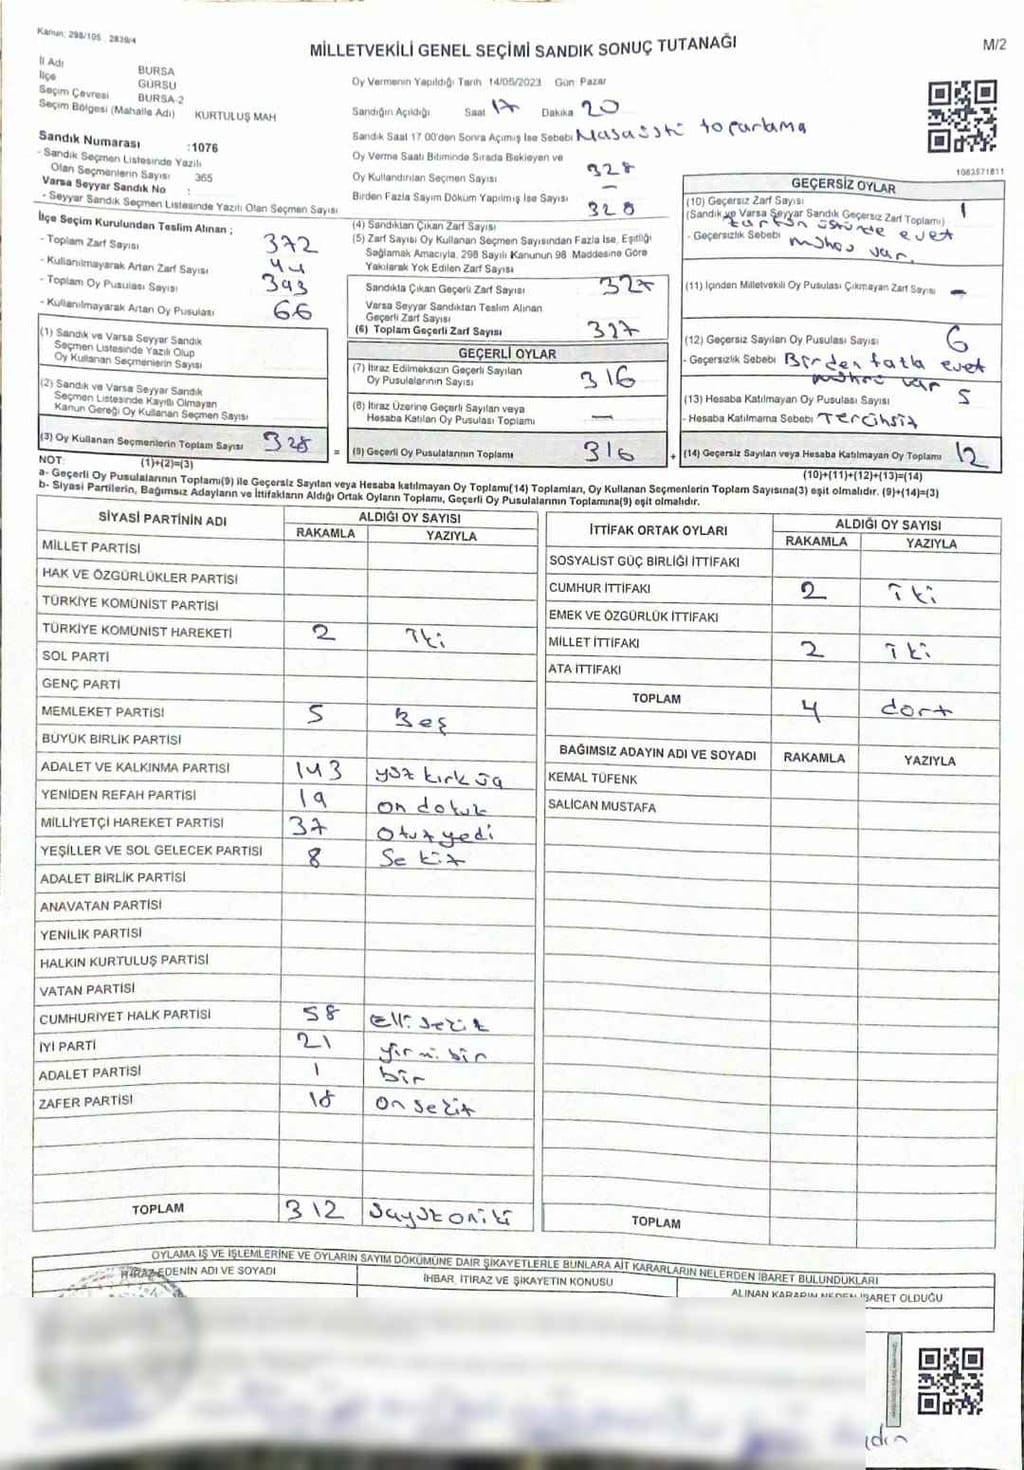 Kanun: 298/105 2839/4
MİLLETVEKİLİ GENEL SEÇİMİ SANDIK SONUÇ TUTANAĞI
M/2
İl Adı BURSA
İlçe GÜRSU
Seçim Çevresi BURSA-2
Seçim Bölgesi (Mahalle Adı) KURTULUŞ MAH
Sandık Numarası :1076
- Sandık Seçmen Listesinde Yazılı
Olan Seçmenlerin Sayısı 365
Varsa Seyyar Sandık No :
- Seyyar Sandık Seçmen Listesinde Yazılı Olan Seçmen Sayısı
Oy Vermenin Yapıldığı Tarih 14/05/2023 Gün Pazar
Sandığın Açıldığı Saat 17 Dakika 20
Sandık Saat 17 00'den Sonra Açımış İse Sebebi Masaüstü toparlama
Oy Verme Saati Bitiminde Sırada Bekleyen ve
Oy Kullandırılan Seçmen Sayısı 328
Birden Fazla Sayım Döküm Yapılmış İse Sayısı -
1082571811
İlçe Seçim Kurulundan Teslim Alınan ;
- Toplam Zarf Sayısı 372
- Kullanılmayarak Artan Zarf Sayısı 44
- Toplam Oy Pusulası Sayısı 393
- Kullanılmayarak Artan Oy Pusulası 66
(1) Sandık ve Varsa Seyyar Sandık
Seçmen Listesinde Yazılı Olup
Oy Kullanan Seçmenlerin Sayısı
(2) Sandık ve Varsa Seyyar Sandık
Seçmen Listesinde Kayıtlı Olmayan
Kanun Gereği Oy Kullanan Seçmen Sayısı
(3) Oy Kullanan Seçmenlerin Toplam Sayısı 328
(1)+(2)=(3)
(4) Sandıktan Çıkan Zarf Sayısı 328
(5) Zarf Sayısı Oy Kullanan Seçmen Sayısından Fazla İse, Eşitliği
Sağlamak Amacıyla, 298 Sayılı Kanunun 98 Maddesine Göre
Yakılarak Yok Edilen Zarf Sayısı
Sandıkta Çıkan Geçerli Zarf Sayısı 327
Varsa Seyyar Sandıktan Teslim Alınan
Geçerli Zarf Sayısı
(6) Toplam Geçerli Zarf Sayısı 327
GEÇERLİ OYLAR
(7) İtiraz Edilmeksizin Geçerli Sayılan
Oy Pusulalarının Sayısı 316
(8) İtiraz Üzerine Geçerli Sayılan veya
Hesaba Katılan Oy Pusulası Toplamı -
= (9) Geçerli Oy Pusulalarının Toplamı 316
GEÇERSİZ OYLAR
(10) Geçersiz Zarf Sayısı 1
(Sandık ve Varsa Seyyar Sandık Geçersiz Zarf Toplamı)
- Geçersizlik Sebebi zarfın üstünde evet
mührü var.
(11) İçinden Milletvekili Oy Pusulası Çıkmayan Zarf Sayısı -
(12) Geçersiz Sayılan Oy Pusulası Sayısı 6
- Geçersizlik Sebebi Birden fazla evet
mührü var
(13) Hesaba Katılmayan Oy Pusulası Sayısı 5
- Hesaba Katılmama Sebebi Tercihsiz
+ (14) Geçersiz Sayılan veya Hesaba Katılmayan Oy Toplamı 12
(10)+(11)+(12)+(13)=(14)
NOT:
a- Geçerli Oy Pusulalarının Toplamı(9) ile Geçersiz Sayılan veya Hesaba katılmayan Oy Toplamı(14) Toplamları, Oy Kullanan Seçmenlerin Toplam Sayısına(3) eşit olmalıdır. (9)+(14)=(3)
b- Siyasi Partilerin, Bağımsız Adayların ve İttifakların Aldığı Ortak Oyların Toplamı, Geçerli Oy Pusulalarının Toplamına(9) eşit olmalıdır.
SİYASİ PARTİNİN ADI ALDIĞI OY SAYISI
RAKAMLA YAZIYLA
MİLLET PARTİSİ
HAK VE ÖZGÜRLÜKLER PARTİSİ
TÜRKİYE KOMÜNİST PARTİSİ
TÜRKİYE KOMÜNİST HAREKETİ 2 iki
SOL PARTİ
GENÇ PARTİ
MEMLEKET PARTİSİ 5 Beş
BÜYÜK BİRLİK PARTİSİ
ADALET VE KALKINMA PARTİSİ 143 yüz kırk üç
YENİDEN REFAH PARTİSİ 19 on dokuz
MİLLİYETÇİ HAREKET PARTİSİ 37 Otuz yedi
YEŞİLLER VE SOL GELECEK PARTİSİ 8 Sekiz
ADALET BİRLİK PARTİSİ
ANAVATAN PARTİSİ
YENİLİK PARTİSİ
HALKIN KURTULUŞ PARTİSİ
VATAN PARTİSİ
CUMHURİYET HALK PARTİSİ 58 elli sekiz
İYİ PARTİ 21 yirmi bir
ADALET PARTİSİ 1 bir
ZAFER PARTİSİ 18 on sekiz
TOPLAM 312 üçyüz oniki
İTTİFAK ORTAK OYLARI ALDIĞI OY SAYISI
RAKAMLA YAZIYLA
SOSYALİST GÜÇ BİRLİĞİ İTTİFAKI
CUMHUR İTTİFAKI 2 iki
EMEK VE ÖZGÜRLÜK İTTİFAKI
MİLLET İTTİFAKI 2 iki
ATA İTTİFAKI
TOPLAM 4 dört
BAĞIMSIZ ADAYIN ADI VE SOYADI RAKAMLA YAZIYLA
KEMAL TÜFENK
SALİCAN MUSTAFA
TOPLAM
OYLAMA İŞ VE İŞLEMLERİNE VE OYLARIN SAYIM DÖKÜMÜNE DAİR ŞİKAYETLERLE BUNLARA AİT KARARLARIN NELERDEN İBARET BULUNDUKLARI
İTİRAZ EDENİN ADI VE SOYADI
İHBAR, İTİRAZ VE ŞİKAYETİN KONUSU
ALINAN KARARIN NEDEN İBARET OLDUĞU